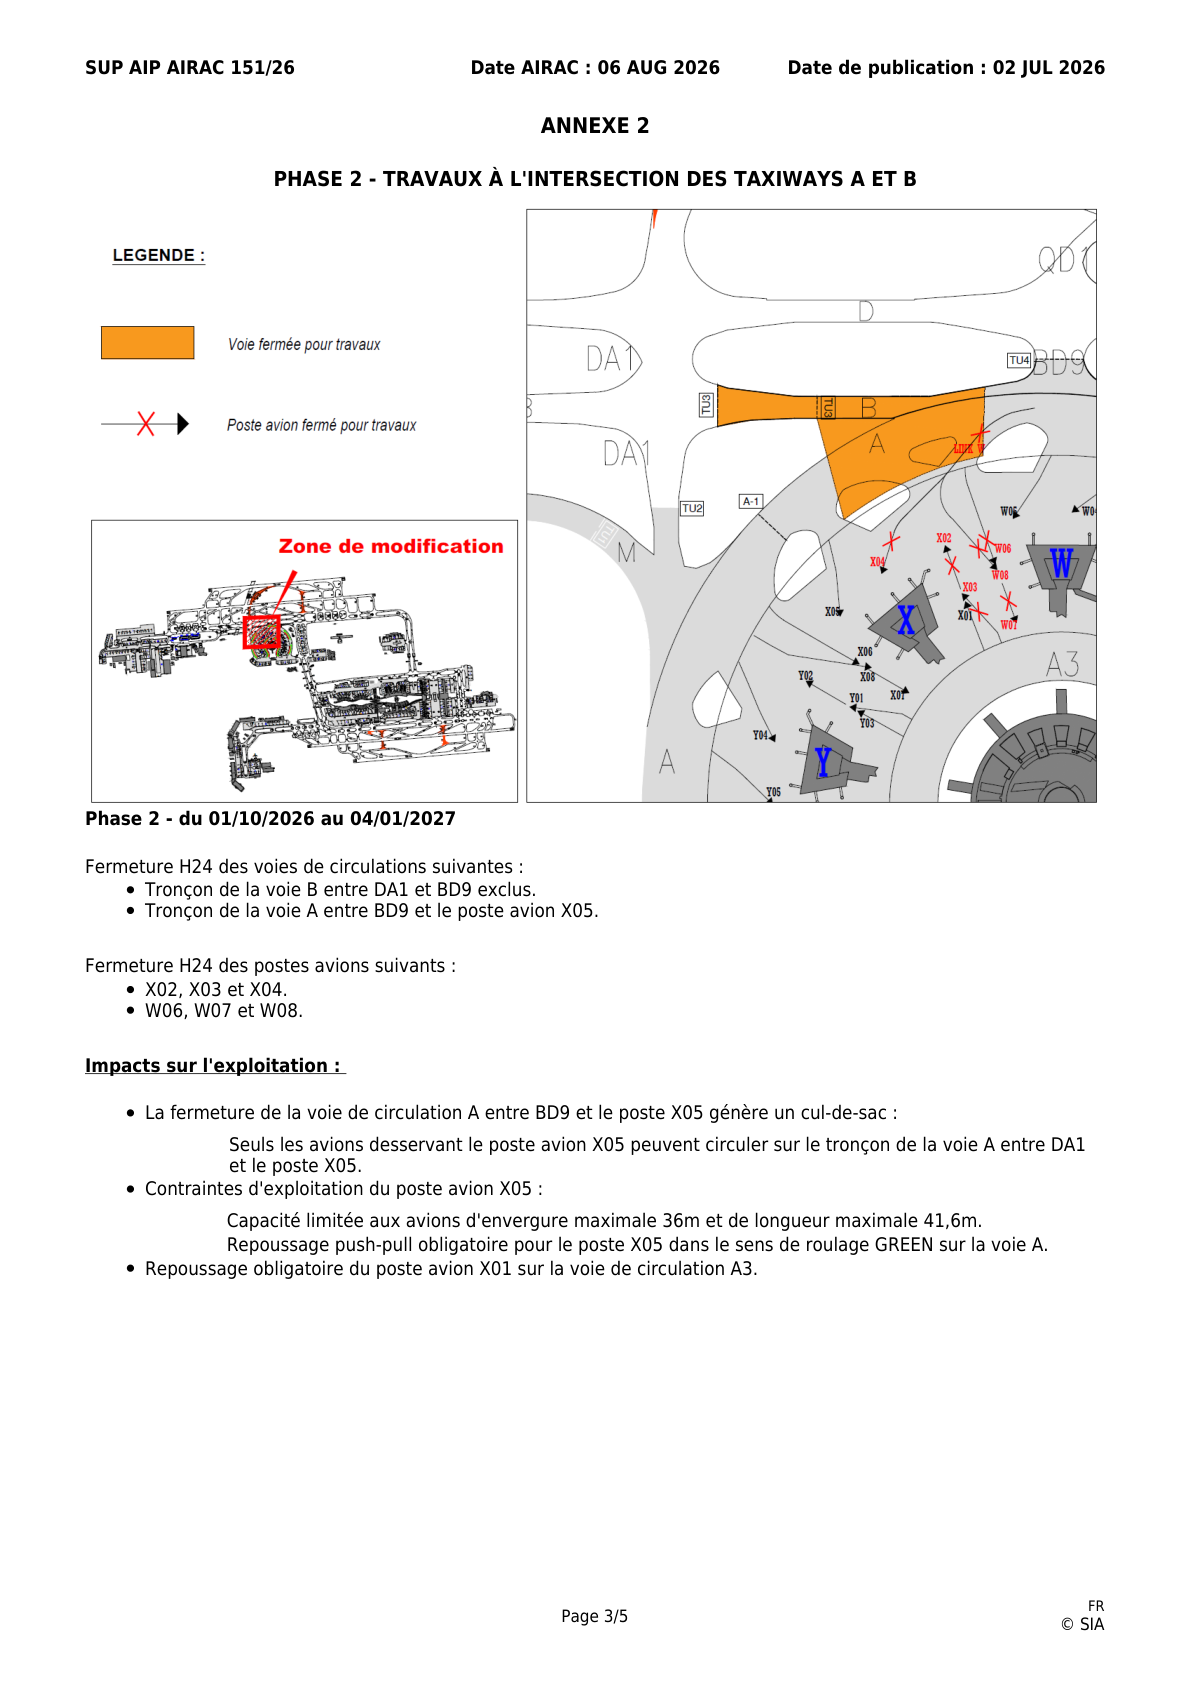 SUP AIP AIRAC 151/26 Date AIRAC : 06 AUG 2026 Date de publication : 02 JUL 2026
ANNEXE 2
PHASE 2 - TRAVAUX À L'INTERSECTION DES TAXIWAYS A ET B
LEGENDE :
Voie fermée pour travaux
Poste avion fermé pour travaux
Zone de modification
QD1
D
DA1
TU4
BD9
TU3
TU3
B
A
LINK W
DA1
A-1
TU2
M
W05
W04
X04
X02
W06
W08
W
X03
X01
W07
X05
X
X06
X08
X07
A3
Y02
Y01
Y03
Y04
Y
A
Y05
Phase 2 - du 01/10/2026 au 04/01/2027
Fermeture H24 des voies de circulations suivantes :
• Tronçon de la voie B entre DA1 et BD9 exclus.
• Tronçon de la voie A entre BD9 et le poste avion X05.
Fermeture H24 des postes avions suivants :
• X02, X03 et X04.
• W06, W07 et W08.
Impacts sur l'exploitation :
• La fermeture de la voie de circulation A entre BD9 et le poste X05 génère un cul-de-sac :
Seuls les avions desservant le poste avion X05 peuvent circuler sur le tronçon de la voie A entre DA1
et le poste X05.
• Contraintes d'exploitation du poste avion X05 :
Capacité limitée aux avions d'envergure maximale 36m et de longueur maximale 41,6m.
Repoussage push-pull obligatoire pour le poste X05 dans le sens de roulage GREEN sur la voie A.
• Repoussage obligatoire du poste avion X01 sur la voie de circulation A3.
Page 3/5
FR
© SIA